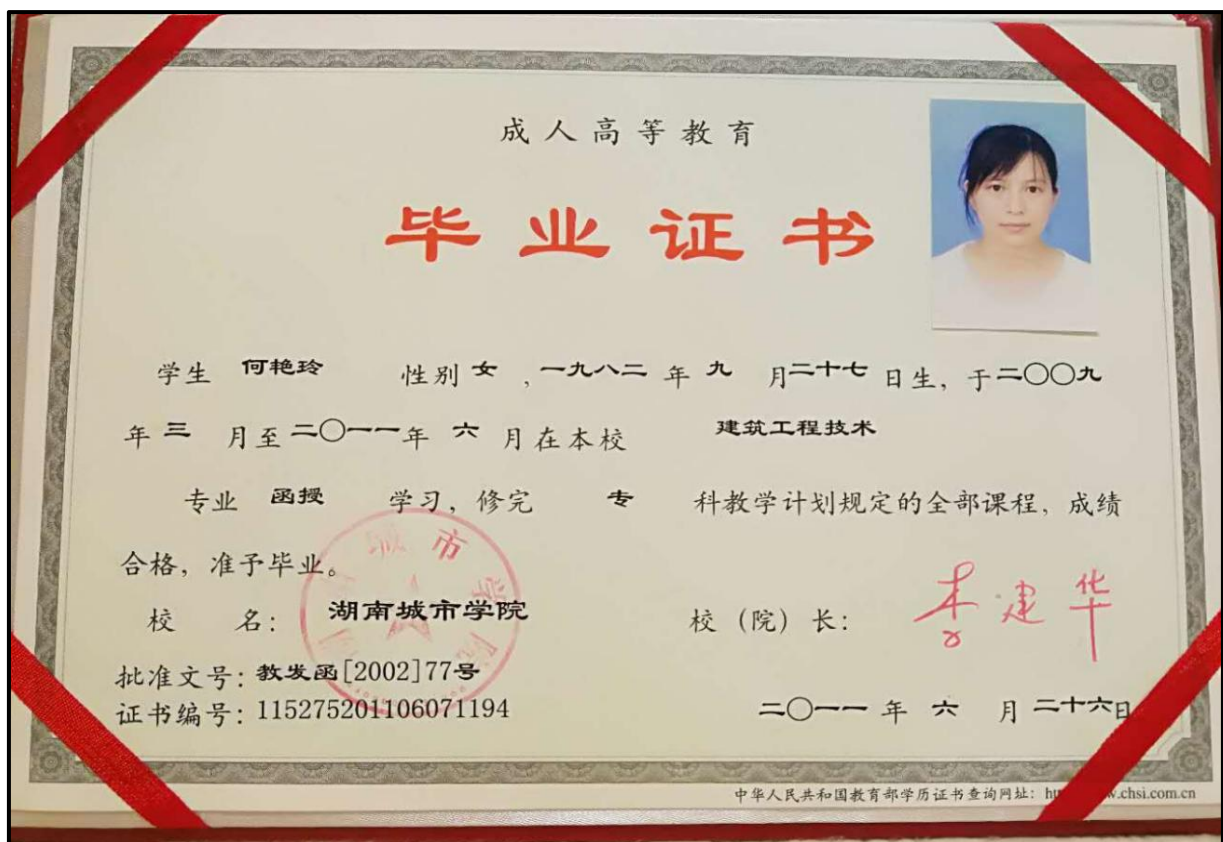 成人高等教育
毕业证书
学生 何艳玲 性别 女 , 一九八二 年 九 月 二十七 日生, 于 二〇〇九
年 三 月至 二〇一一 年 六 月在本校 建筑工程技术
专业 函授 学习, 修完 专 科教学计划规定的全部课程, 成绩
合格, 准予毕业。
城市学院
校 名: 湖南城市学院 校 (院) 长: 李建华
批准文号: 教发函[2002]77号
证书编号: 115275201106071194 二〇一一 年 六 月 二十六日
中华人民共和国教育部学历证书查询网址: .chsi.com.cn